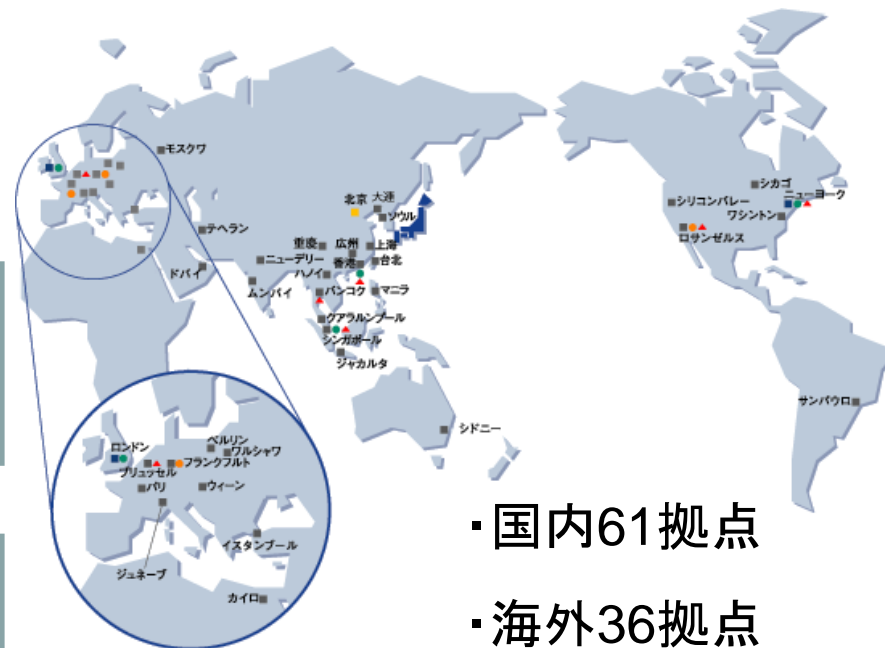 モスクワ
テヘラン
ドバイ
ニューデリー
ムンバイ
北京
大連
ソウル
重慶
広州
上海
香港
台北
ハノイ
バンコク
マニラ
クアラルンプール
シンガポール
ジャカルタ
シドニー
シカゴ
シリコンバレー
ニューヨーク
ワシントン
ロサンゼルス
サンパウロ
ロンドン
ベルリン
ワルシャワ
ブリュッセル
フランクフルト
パリ
ウィーン
イスタンブール
ジュネーブ
カイロ
・国内61拠点
・海外36拠点